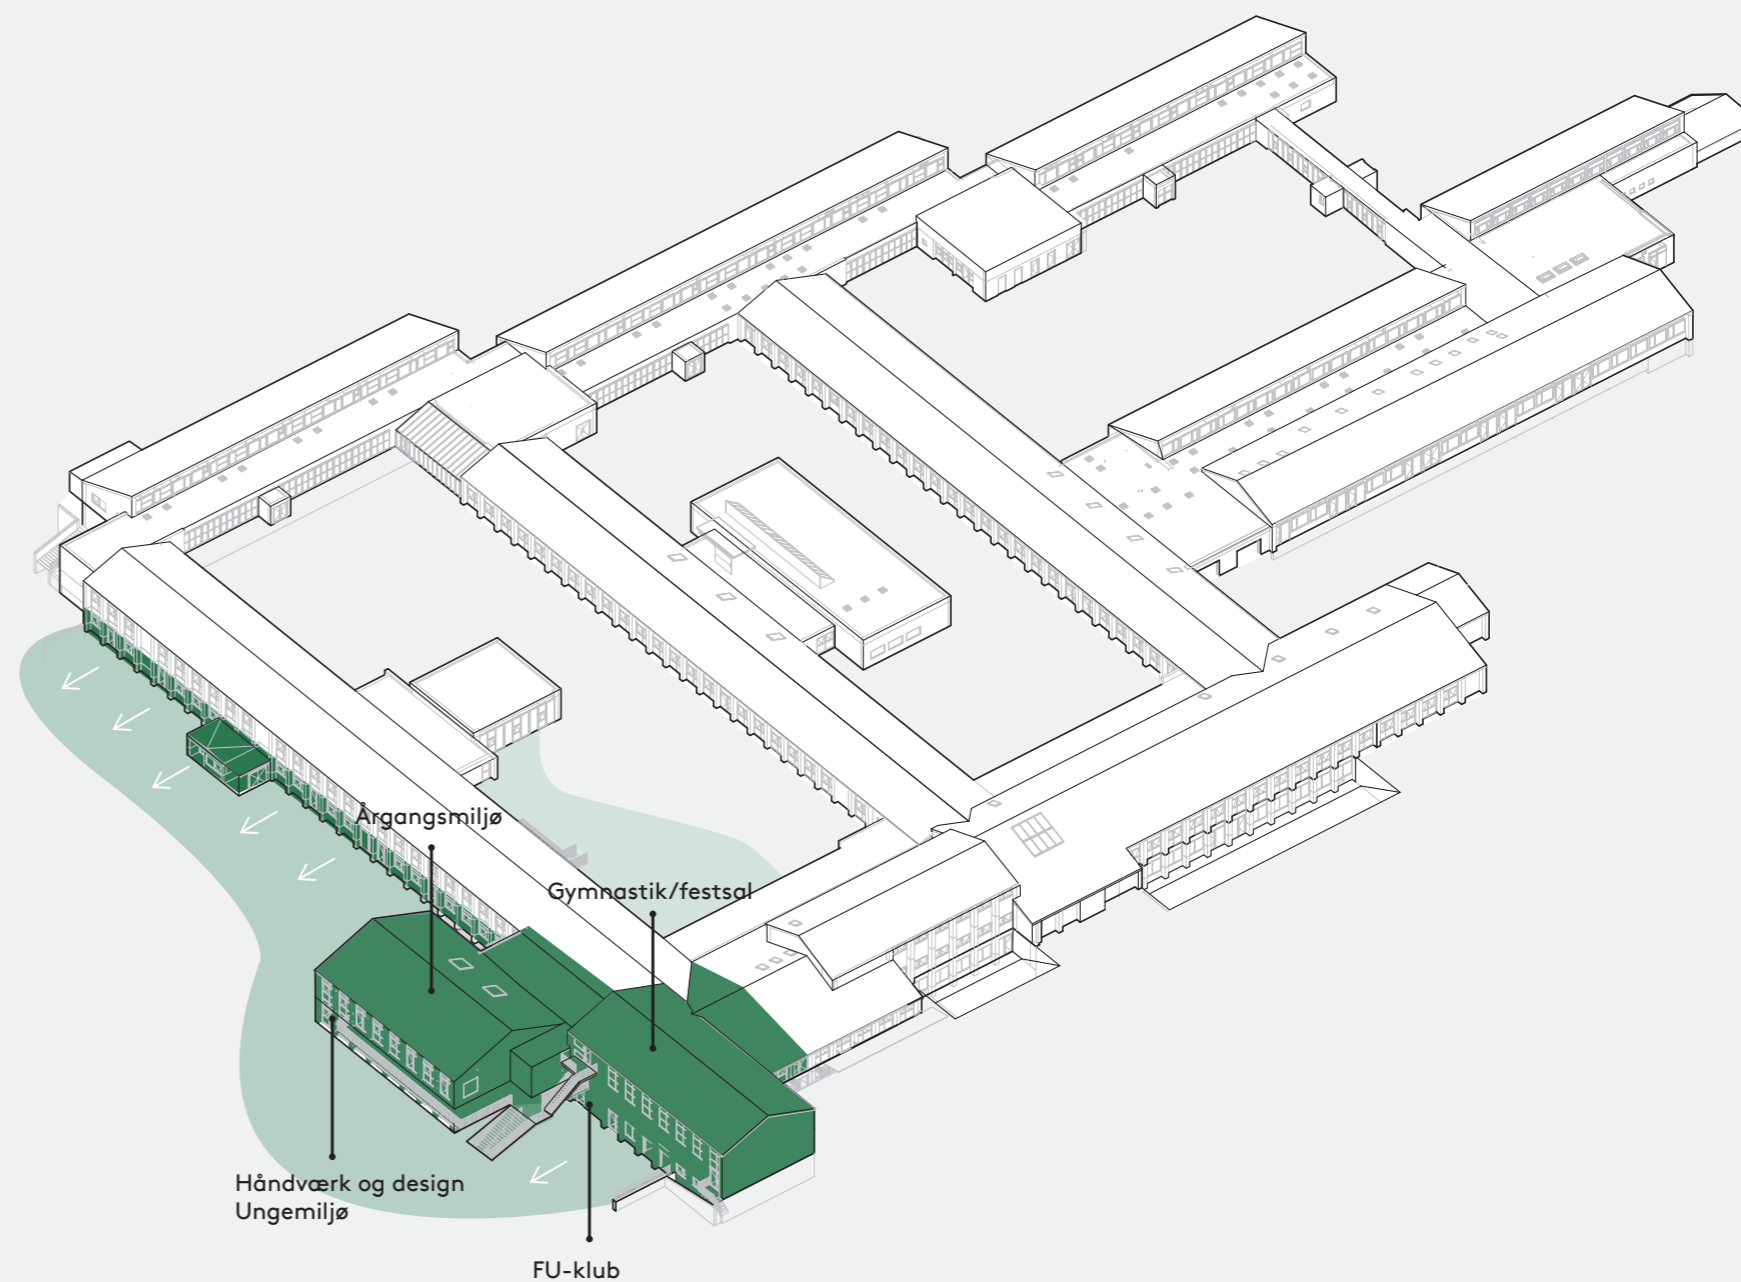 Årgangsmiljø
Gymnastik/festsal
Håndværk og design
Ungemiljø
FU-klub